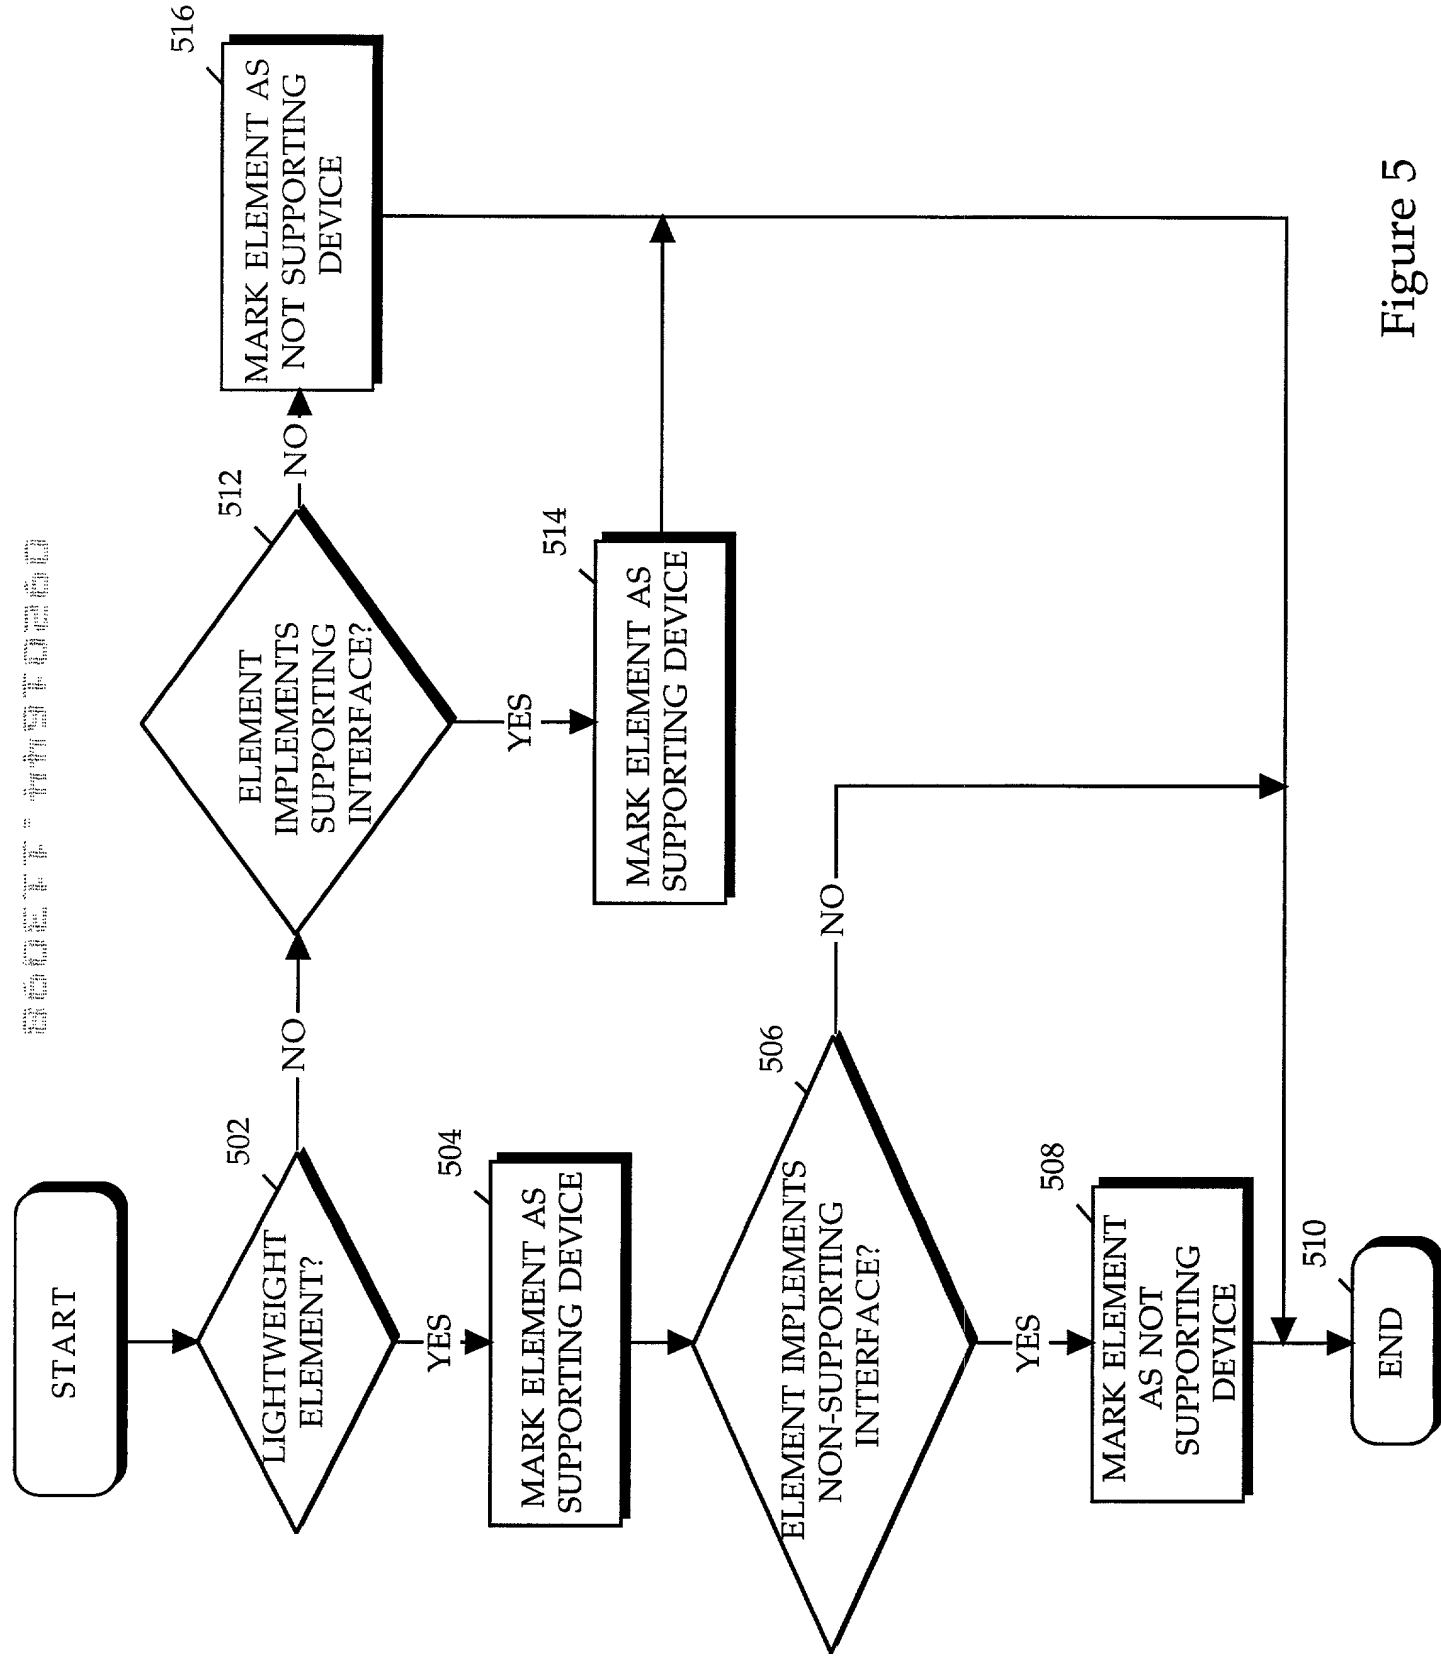 START
502
LIGHTWEIGHT
ELEMENT?
NO
512
ELEMENT
IMPLEMENTS
SUPPORTING
INTERFACE?
NO
516
MARK ELEMENT AS
NOT SUPPORTING
DEVICE
YES
504
MARK ELEMENT AS
SUPPORTING DEVICE
YES
514
MARK ELEMENT AS
SUPPORTING DEVICE
506
ELEMENT IMPLEMENTS
NON-SUPPORTING
INTERFACE?
NO
YES
508
MARK ELEMENT
AS NOT
SUPPORTING
DEVICE
510
END
Figure 5